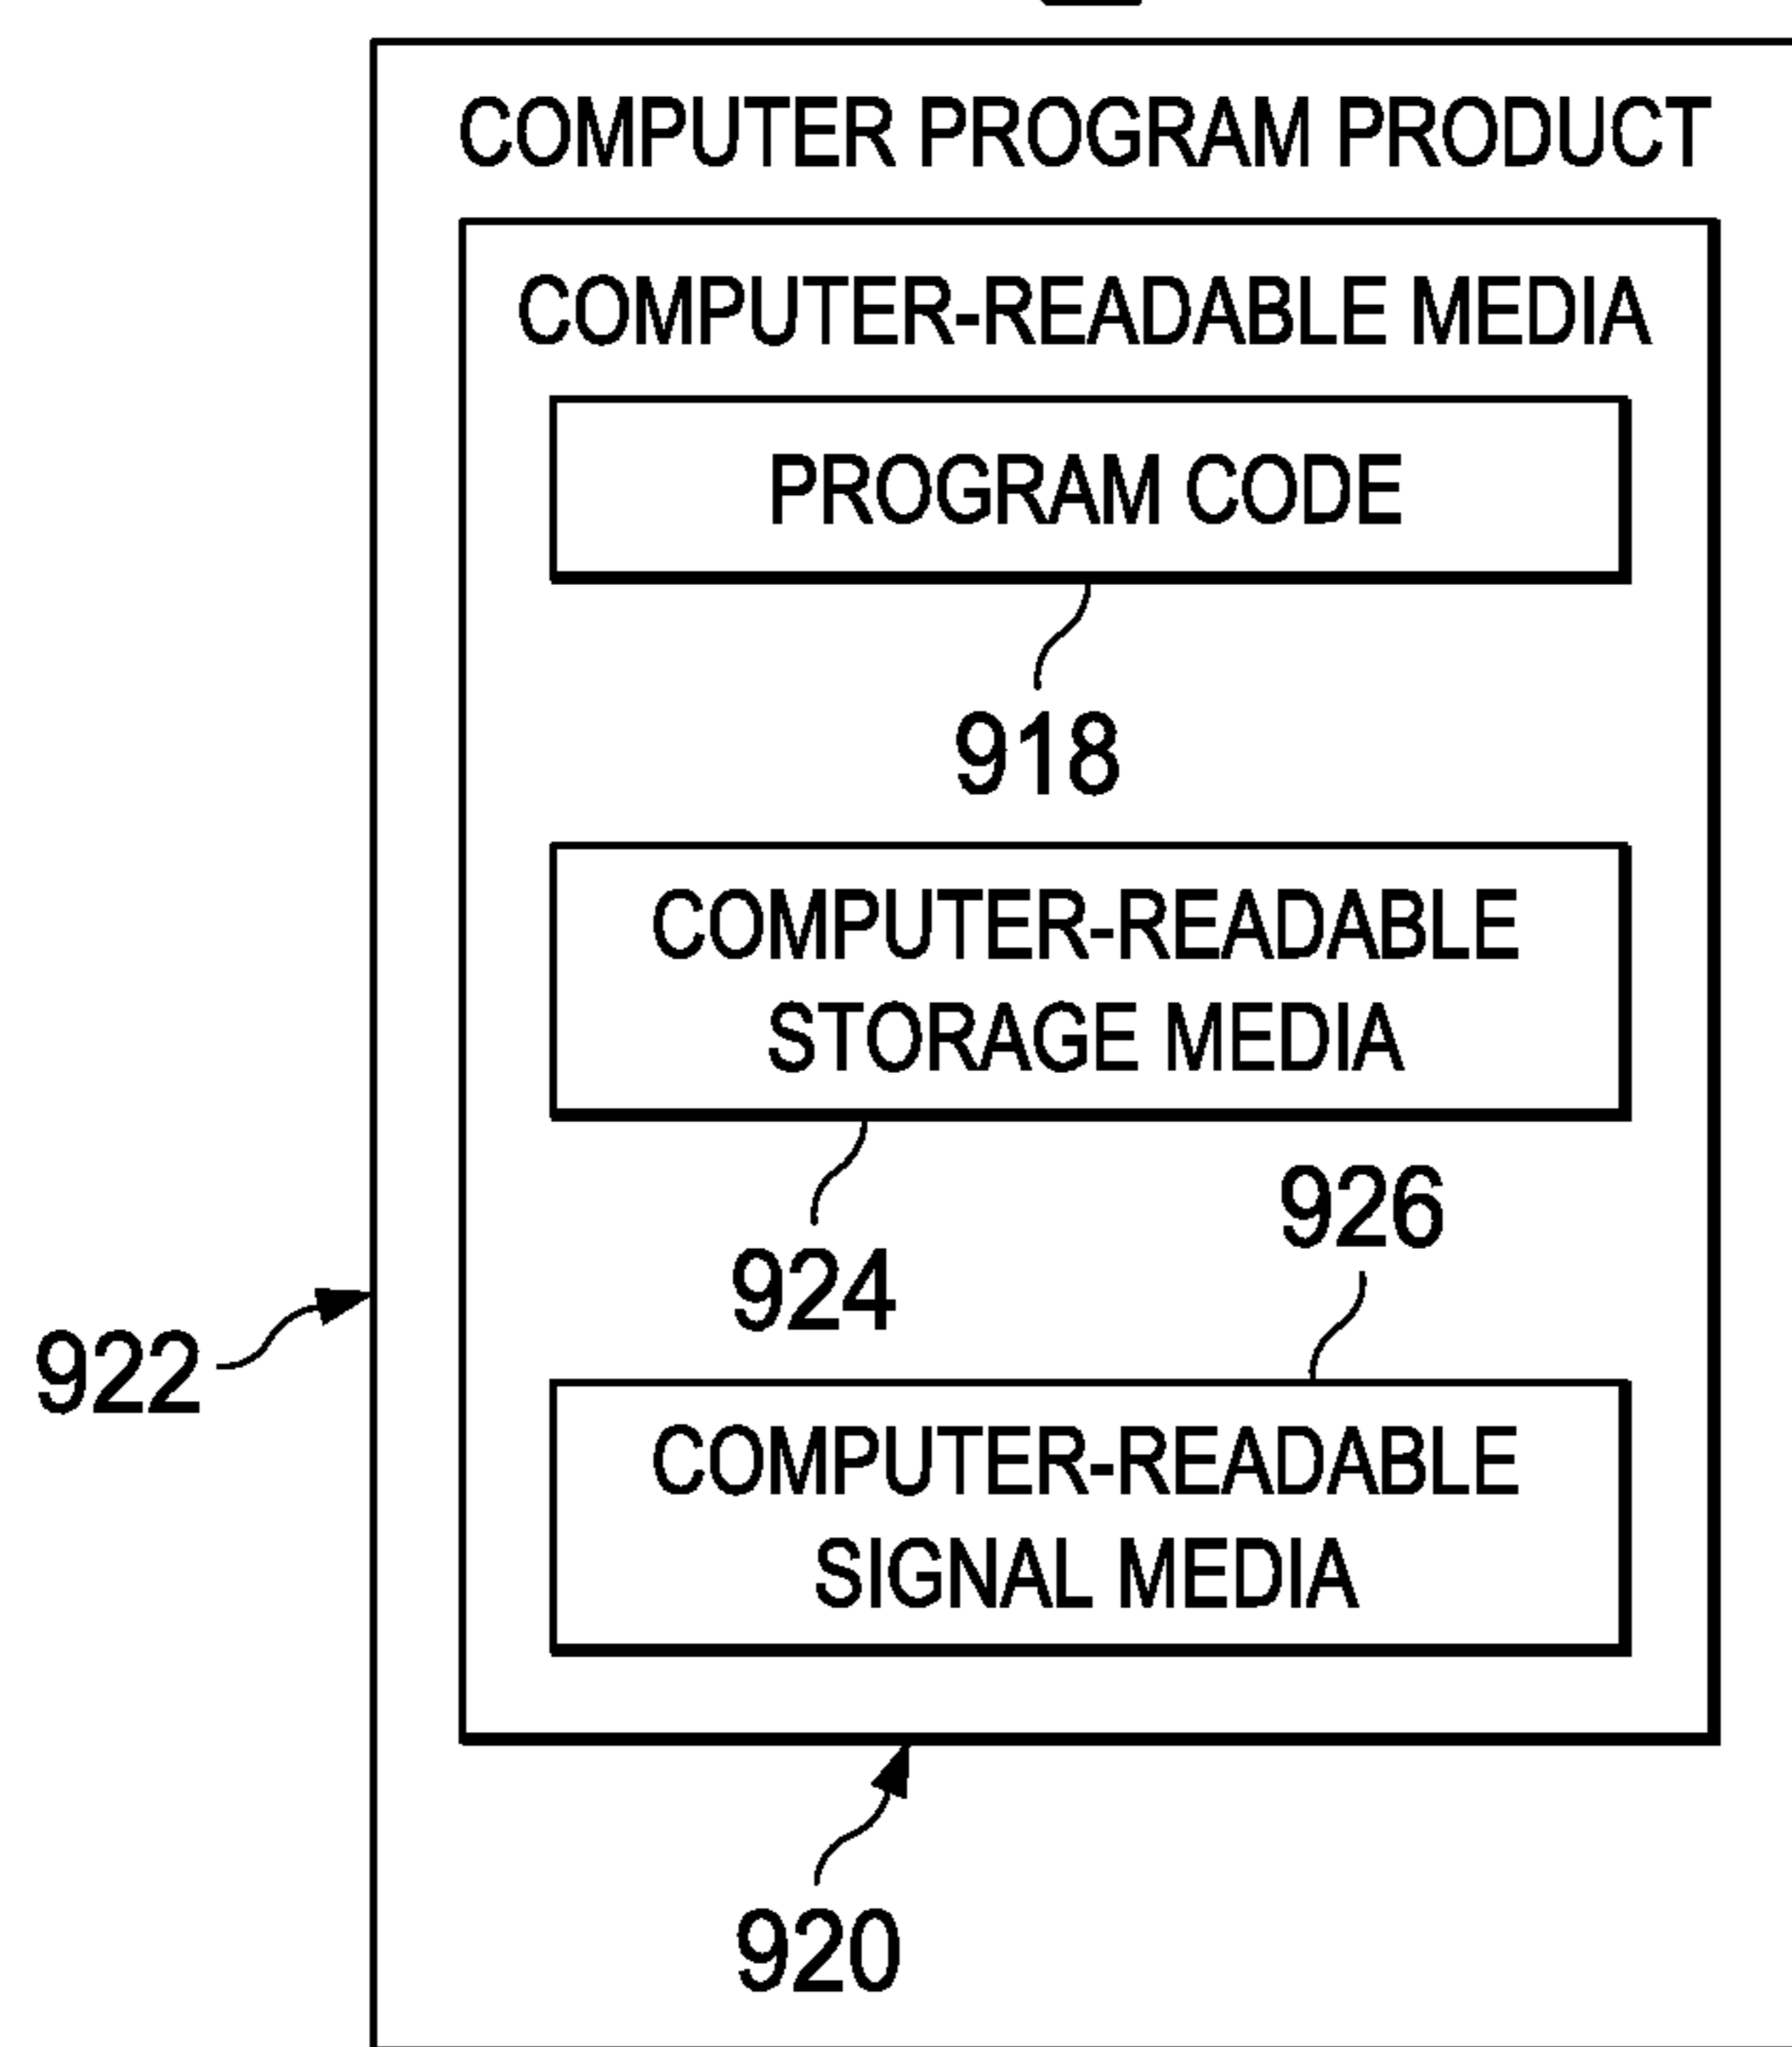 COMPUTER PROGRAM PRODUCT
COMPUTER-READABLE MEDIA
PROGRAM CODE
918
COMPUTER-READABLE
STORAGE MEDIA
924
926
922
COMPUTER-READABLE
SIGNAL MEDIA
920